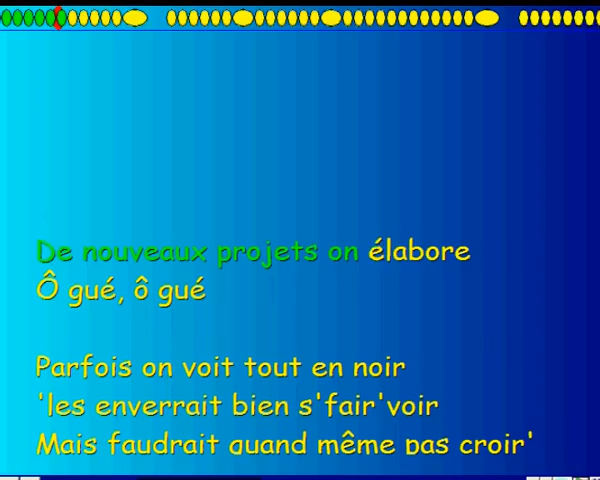 De nouveaux projets on élabore
Ô gué, ô gué
Parfois on voit tout en noir
'les enverrait bien s'fair'voir
Mais faudrait quand même pas croir'